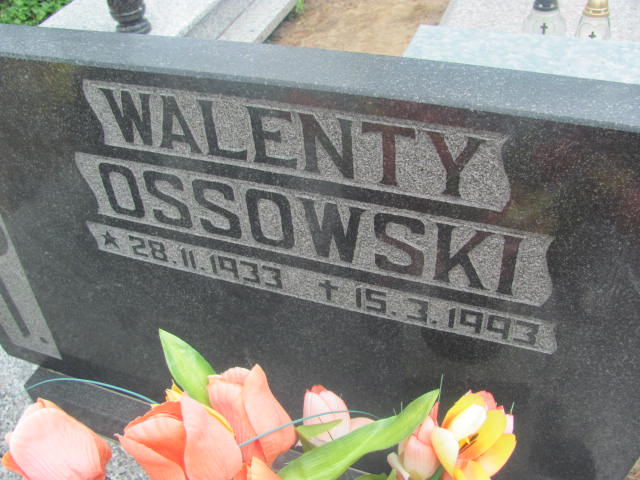 WALENTY
OSSOWSKI
* 28.11.1933 † 15.3.1993